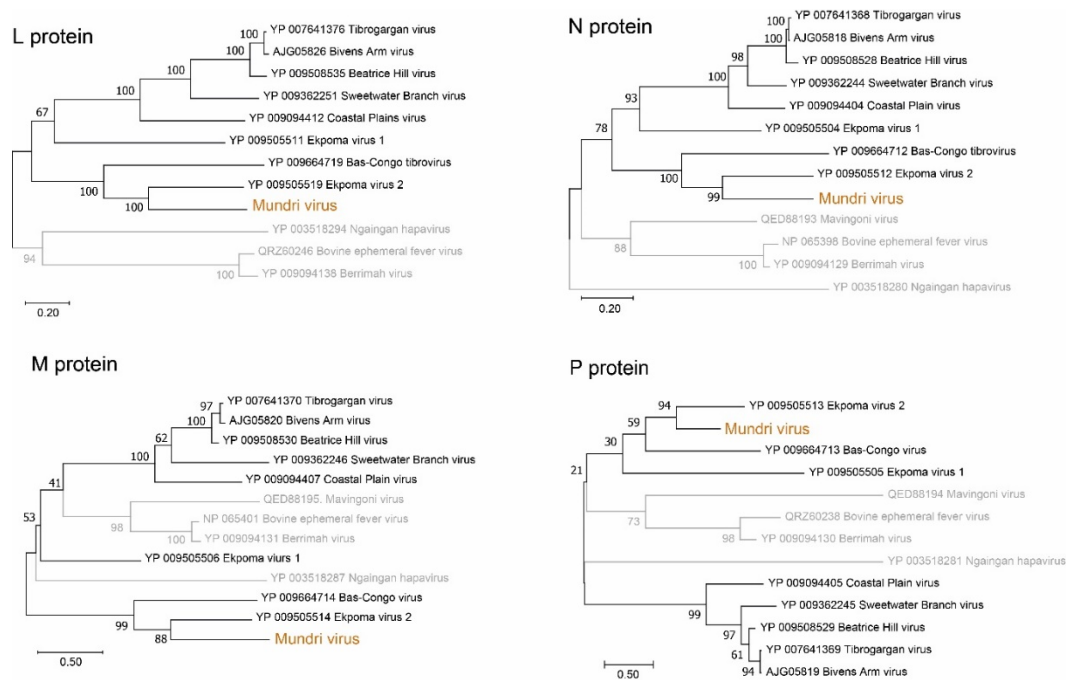 L protein
YP 007641376 Tibrogargan virus
100
100
AJG05826 Bivens Arm virus
100
YP 009508535 Beatrice Hill virus
100
YP 009362251 Sweetwater Branch virus
67
YP 009094412 Coastal Plains virus
YP 009505511 Ekpoma virus 1
YP 009664719 Bas-Congo tibrovirus
100
YP 009505519 Ekpoma virus 2
100
Mundri virus
YP 003518294 Ngaingan hapavirus
94
QRZ60246 Bovine ephemeral fever virus
100
YP 009094138 Berrimah virus
0.20
N protein
YP 007641368 Tibrogargan virus
100
AJG05818 Bivens Arm virus
100
98
YP 009508528 Beatrice Hill virus
100
YP 009362244 Sweetwater Branch virus
93
YP 009094404 Coastal Plain virus
78
YP 009505504 Ekpoma virus 1
YP 009664712 Bas-Congo tibrovirus
100
YP 009505512 Ekpoma virus 2
99
Mundri virus
QED88193 Mavingoni virus
88
NP 065398 Bovine ephemeral fever virus
100
YP 009094129 Berrimah virus
YP 003518280 Ngaingan hapavirus
0.20
M protein
97
YP 007641370 Tibrogargan virus
100
AJG05820 Bivens Arm virus
62
YP 009508530 Beatrice Hill virus
100
YP 009362246 Sweetwater Branch virus
41
YP 009094407 Coastal Plain virus
QED88195. Mavingoni virus
53
98
NP 065401 Bovine ephemeral fever virus
100
YP 009094131 Berrimah virus
YP 009505506 Ekpoma viurs 1
YP 003518287 Ngaingan hapavirus
YP 009664714 Bas-Congo virus
99
YP 009505514 Ekpoma virus 2
88
Mundri virus
0.50
P protein
94
YP 009505513 Ekpoma virus 2
59
Mundri virus
30
YP 009664713 Bas-Congo virus
21
YP 009505505 Ekpoma virus 1
QED88194 Mavingoni virus
73
QRZ60238 Bovine ephemeral fever virus
98
YP 009094130 Berrimah virus
YP 003518281 Ngaingan hapavirus
YP 009094405 Coastal Plain virus
99
YP 009362245 Sweetwater Branch virus
97
YP 009508529 Beatrice Hill virus
61
YP 007641369 Tibrogargan virus
94
AJG05819 Bivens Arm virus
0.50